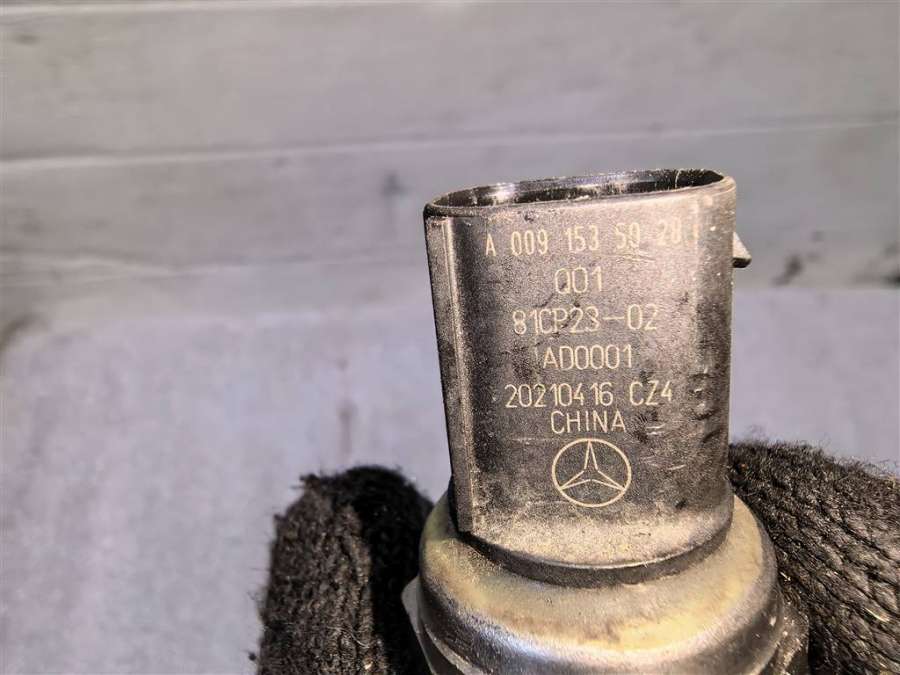 A 009 153 59 28
Q01
81CP23-02
AD0001
20210416 CZ4
CHINA